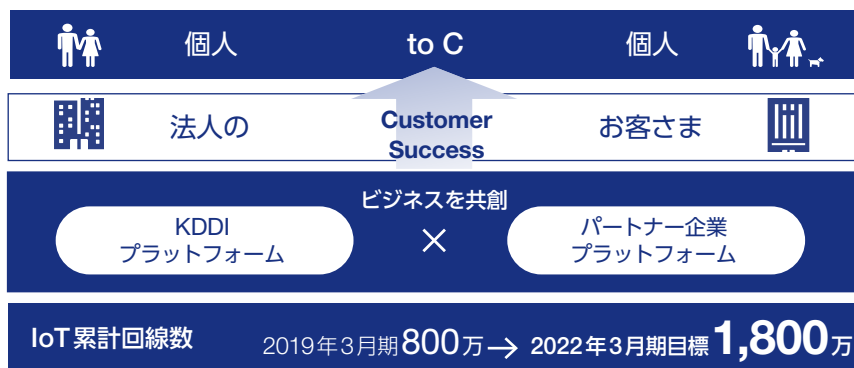 個人 to C 個人
法人の Customer Success お客さま
ビジネスを共創
KDDI
プラットフォーム
×
パートナー企業
プラットフォーム
IoT累計回線数 2019年3月期800万→2022年3月期目標1,800万